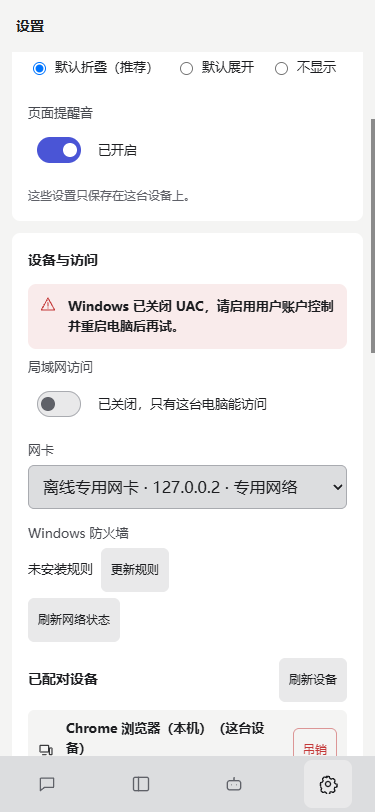 设置
默认折叠（推荐） 默认展开 不显示
页面提醒音
已开启
这些设置只保存在这台设备上。
设备与访问
Windows 已关闭 UAC，请启用用户账户控制
并重启电脑后再试。
局域网访问
已关闭，只有这台电脑能访问
网卡
离线专用网卡 · 127.0.0.2 · 专用网络
Windows 防火墙
未安装规则 更新规则
刷新网络状态
已配对设备 刷新设备
Chrome 浏览器（本机）（这台设
备）
吊销